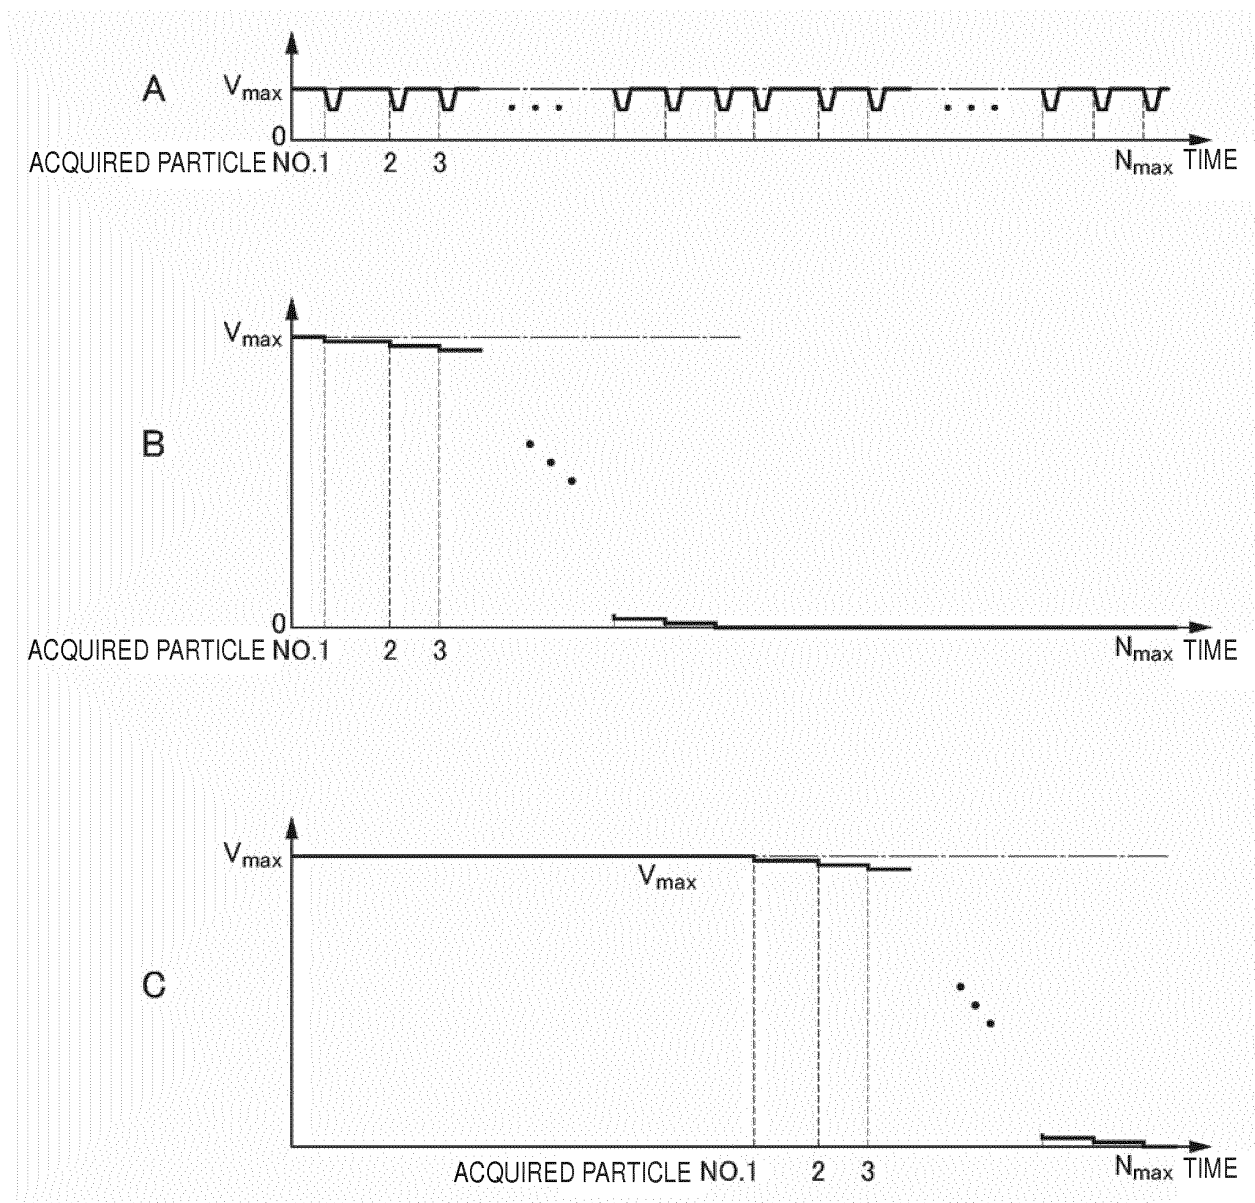 A
Vmax
0
ACQUIRED PARTICLE NO.1 2 3 Nmax TIME
Vmax
B
0
ACQUIRED PARTICLE NO.1 2 3 Nmax TIME
Vmax
Vmax
C
ACQUIRED PARTICLE NO.1 2 3 Nmax TIME